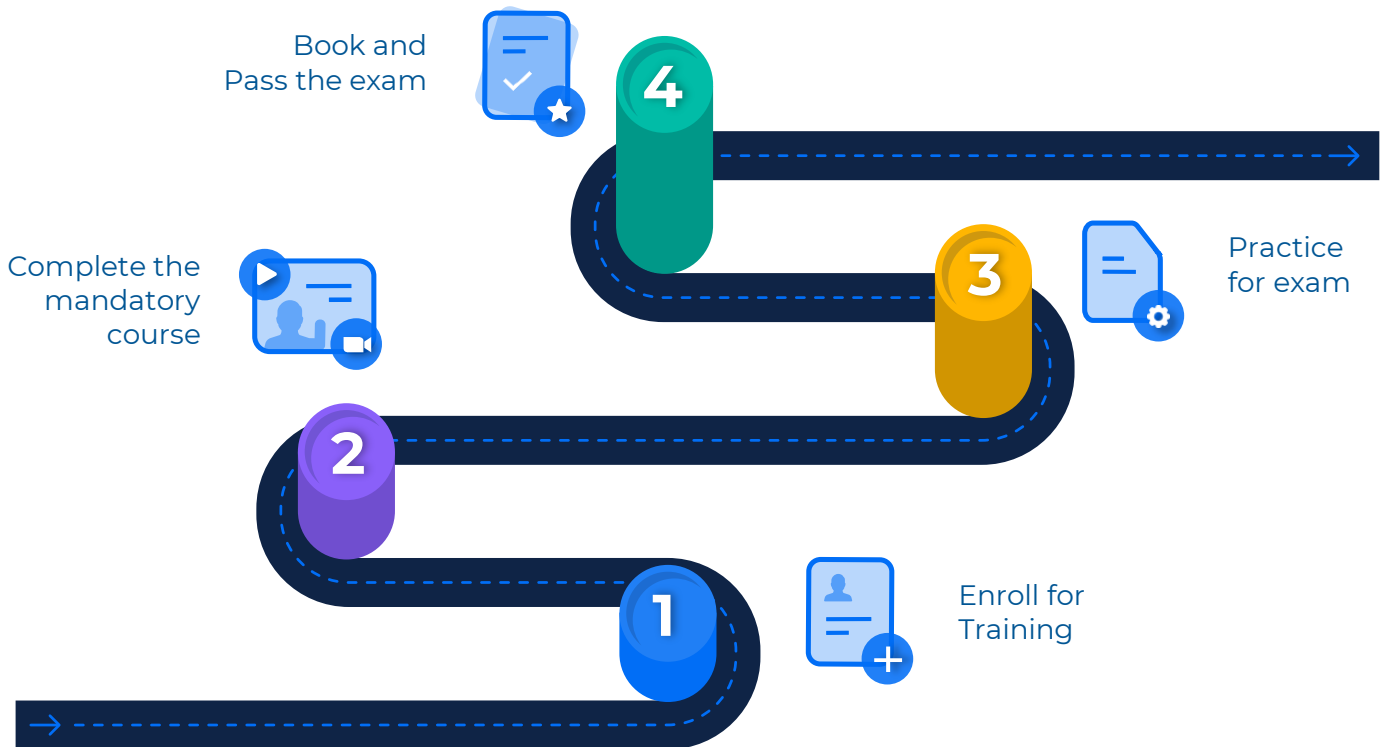 Book and
Pass the exam
4
Complete the
mandatory
course
3
Practice
for exam
2
1
Enroll for
Training